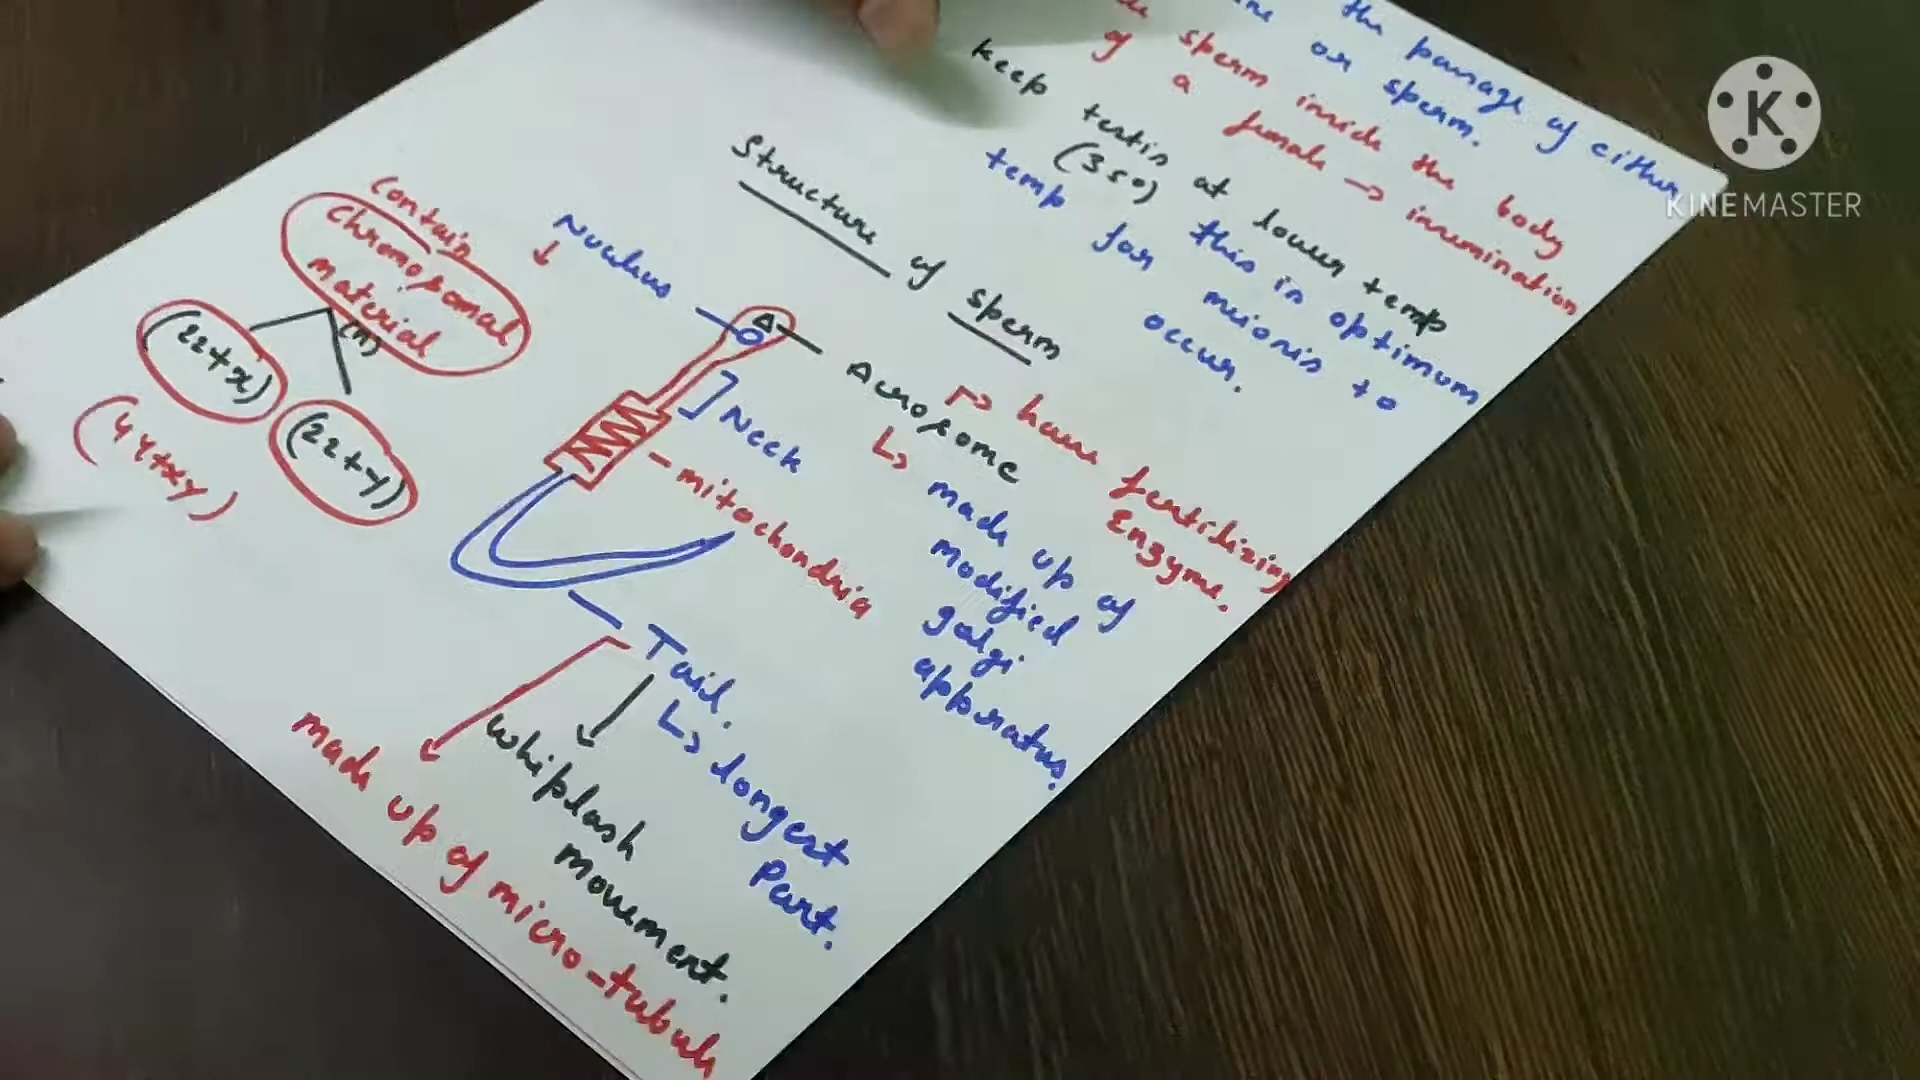 the passage of either
or sperm.
sperm inside the body
of a female → insemination
keep testis at lower temp
(35°) this is optimum
temp for meiosis to
occur.
Structure of sperm
contain
chromosomal
material
(n)
(22+x)
(22+y)
(44+xy)
Nucleus
Neck
mitochondria
Acrosome
have fertilizing
Enzyme.
made up of
modified
golgi
apparatus.
Tail.
longest
Part.
whiplash
movement.
made up of micro-tubule
K
KINEMASTER